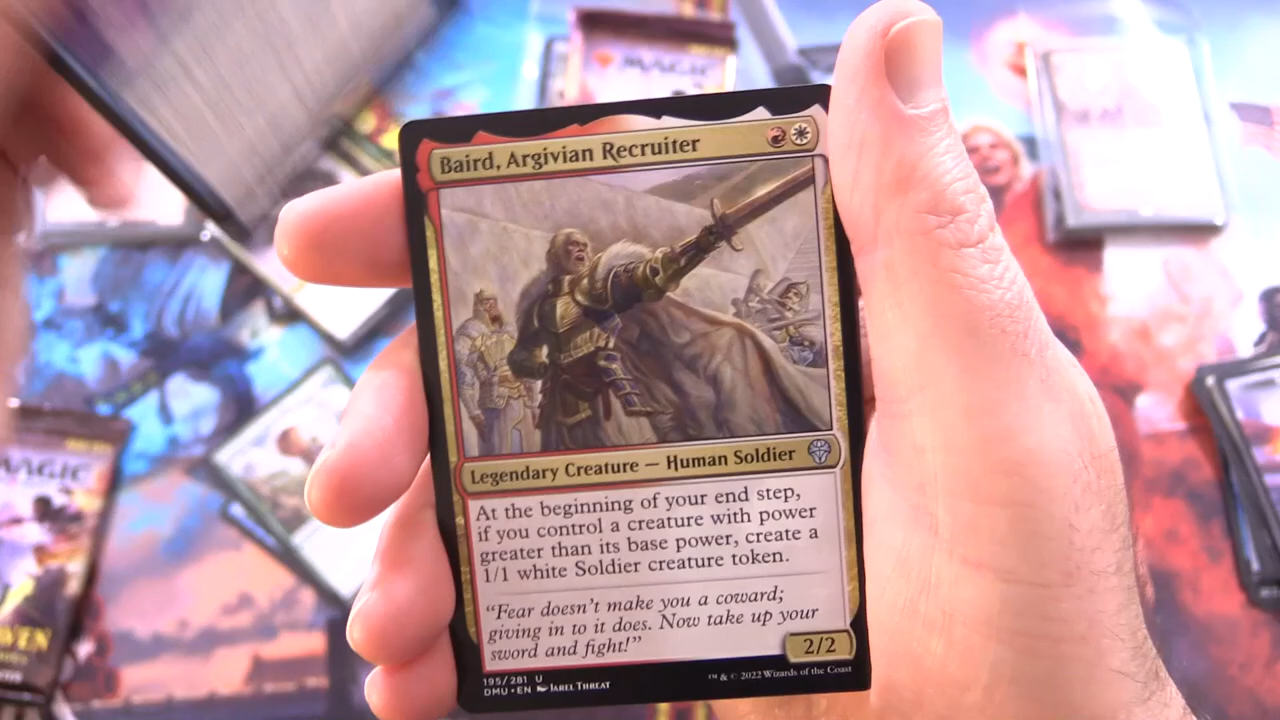 MAGIC
Baird, Argivian Recruiter
Legendary Creature — Human Soldier
At the beginning of your end step,
if you control a creature with power
greater than its base power, create a
1/1 white Soldier creature token.
“Fear doesn’t make you a coward;
giving in to it does. Now take up your
sword and fight!”
2/2
195/281 U
DMU • EN JAREL THREAT
™ & © 2022 Wizards of the Coast
MAGIC